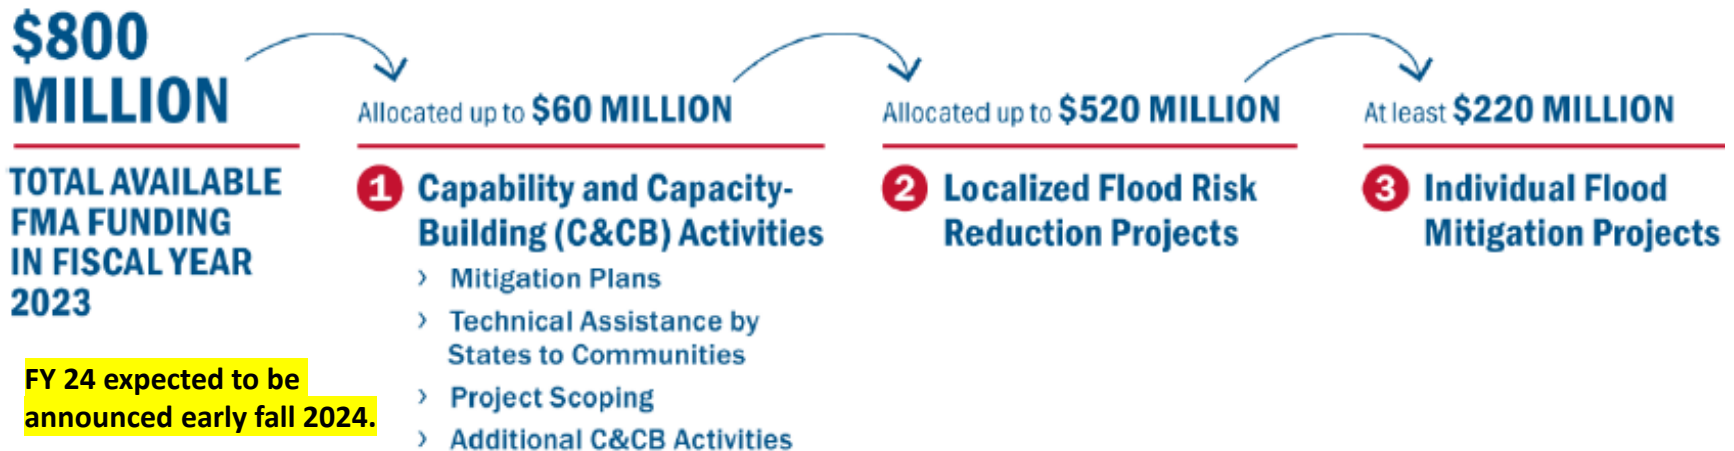 $800
MILLION
TOTAL AVAILABLE
FMA FUNDING
IN FISCAL YEAR
2023
FY 24 expected to be
announced early fall 2024.
Allocated up to $60 MILLION
1 Capability and Capacity-
Building (C&CB) Activities
› Mitigation Plans
› Technical Assistance by
States to Communities
› Project Scoping
› Additional C&CB Activities
Allocated up to $520 MILLION
2 Localized Flood Risk
Reduction Projects
At least $220 MILLION
3 Individual Flood
Mitigation Projects